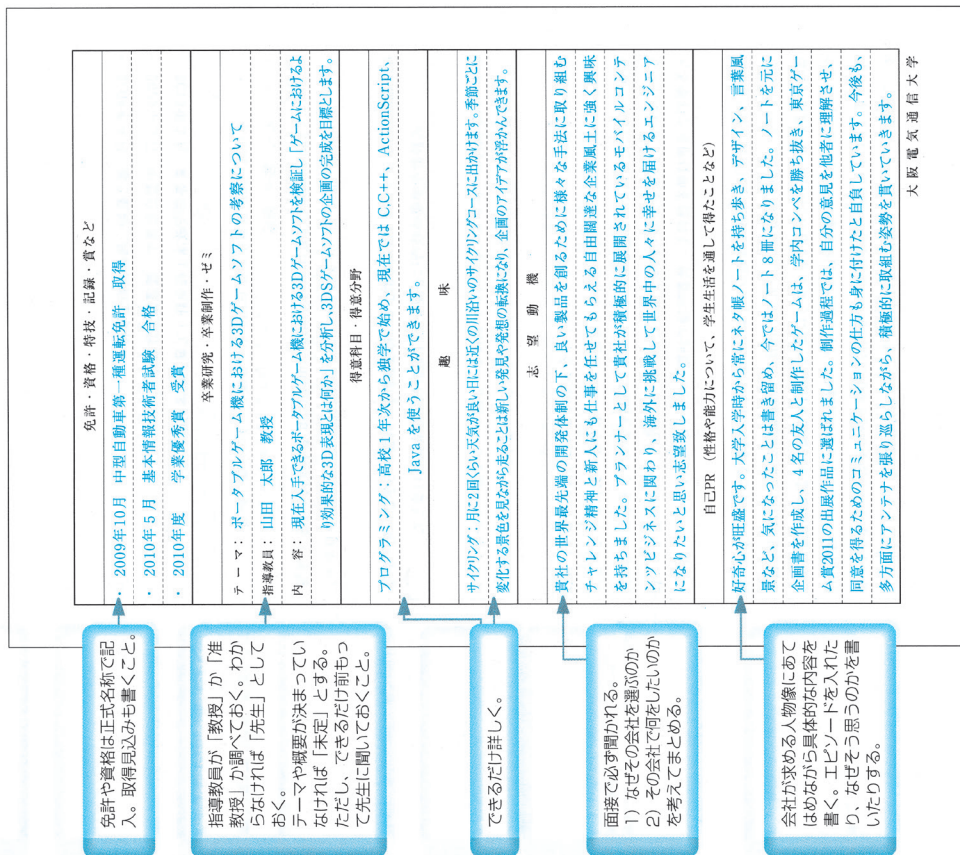 免許・資格・特技・記録・賞など
・ 2009年10月 中型自動車第一種運転免許 取得
・ 2010年5月 基本情報技術者試験 合格
・ 2010年度 学業優秀賞 受賞
卒業研究・卒業制作・ゼミ
テーマ： ポータブルゲーム機における3Dゲームソフトの考察について
指導教員： 山田 太郎 教授
内 容： 現在入手できるポータブルゲーム機における3Dゲームソフトを検証し「ゲームにおけるよ
り効果的な3D表現とは何か」を分析し、3DSゲームソフトの企画の完成を目標とします。
得意科目・得意分野
プログラミング：高校1年次から独学で始め、現在では C.C++、ActionScript、
Java を使うことができます。
趣 味
サイクリング：月に2回くらい天気が良い日には近くの川沿いのサイクリングコースに出かけます。季節ごとに
変化する景色を見ながら走ることは新しい発見や発想の転換になり、企画のアイデアが浮かんできます。
志 望 動 機
貴社の世界最先端の開発体制の下、良い製品を創るために様々な手法に取り組む
チャレンジ精神と新人にも仕事を任せてもらえる自由闊達な企業風土に強く興味
を持ちました。プランナーとして貴社が積極的に展開されているモバイルコンテ
ンツビジネスに関わり、海外に挑戦して世界中の人々に幸せを届けるエンジニア
になりたいと思い志望致しました。
自己PR（性格や能力について、学生生活を通して得たことなど）
好奇心が旺盛です。大学入学時から常にネタ帳ノートを持ち歩き、デザイン、言葉風
景など、気になったことは書き留め、今ではノート8冊になりました。ノートを元に
企画書を作成し、4名の友人と制作したゲームは、学内コンペを勝ち抜き、東京ゲー
ム賞2011の出展作品に選ばれました。制作過程では、自分の意見を他者に理解させ、
同意を得るためのコミュニケーションの仕方も身に付けたと自負しています。今後も、
多方面にアンテナを張り巡らしながら、積極的に取組む姿勢を貫いていきます。
大阪電気通信大学
免許や資格は正式名称で記
入。取得見込みも書くこと。
指導教員が「教授」か「准
教授」か調べておく。わか
らなければ「先生」として
おく。
テーマや概要が決まってい
なければ「未定」とする。
ただし、できるだけ前もっ
て先生に聞いておくこと。
できるだけ詳しく。
面接で必ず聞かれる。
1）なぜその会社を選ぶのか
2）その会社で何をしたいのか
を考えてまとめる。
会社が求める人物像にあて
はめながら具体的な内容を
書く。エピソードを入れた
り、なぜそう思うのかを書
いたりする。